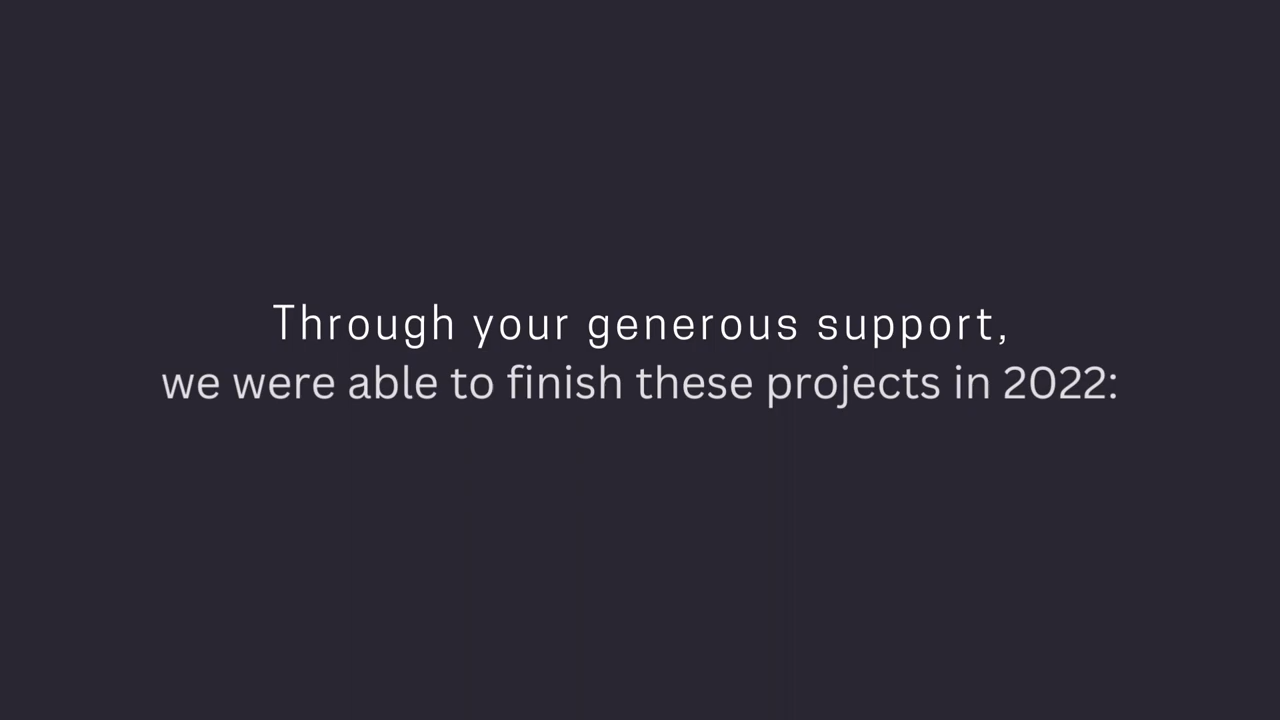 Through your generous support,
we were able to finish these projects in 2022: